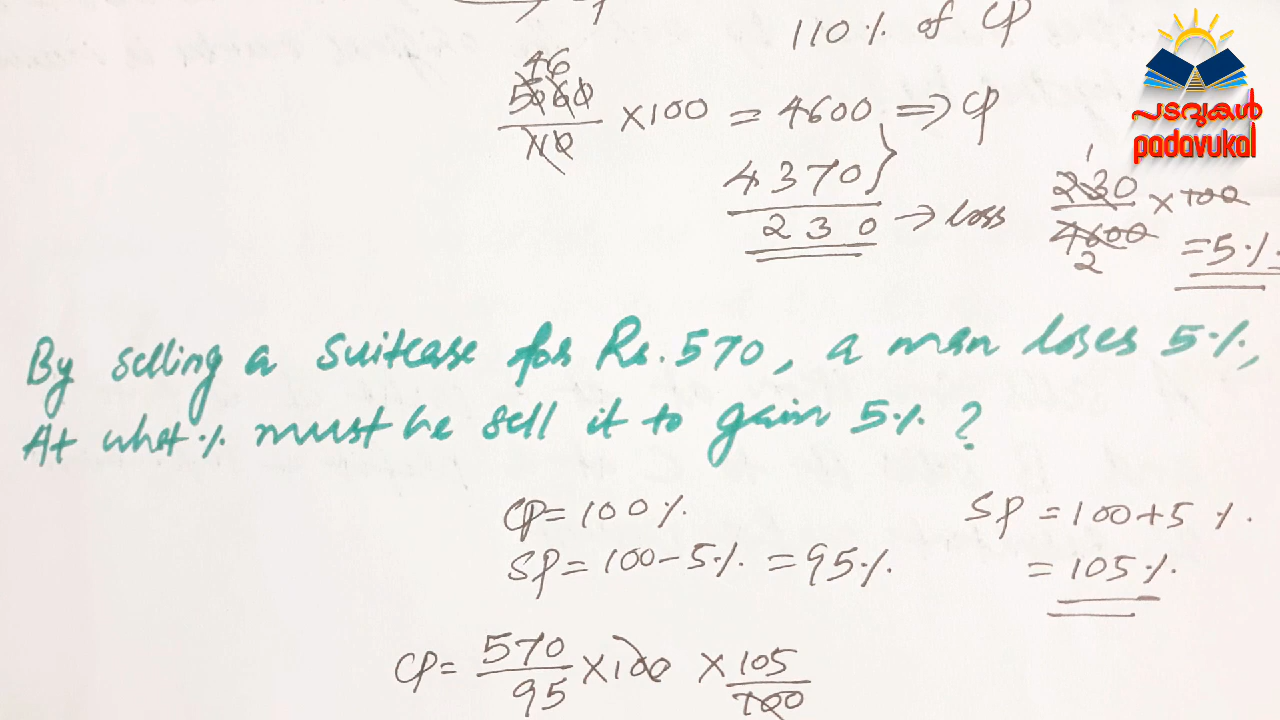 110% of CP
46
5060
110
×100 = 4600 ⇒ CP
4370
230 → loss
1
230
4600
2
× 100
= 5%
പടവുകൾ
padavukal
By selling a suitcase for Rs. 570, a man loses 5%,
At what % must he sell it to gain 5% ?
CP = 100%
SP = 100 - 5% = 95%
SP = 100 + 5 %.
= 105%
CP = 570/95 × 100 × 105/100